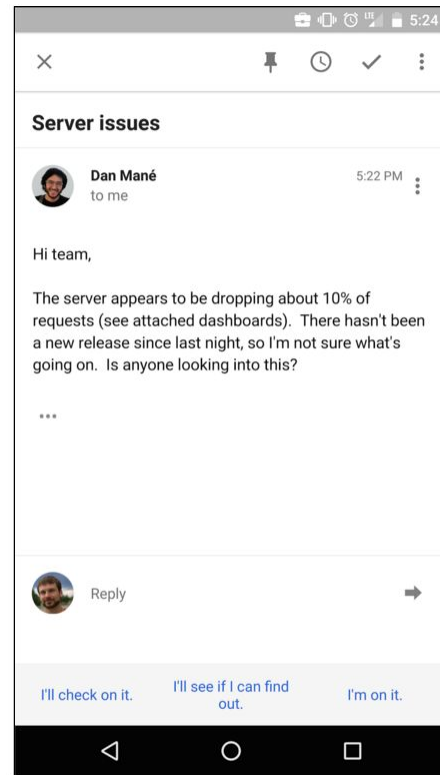 LTE 5:24
Server issues
Dan Mané 5:22 PM
to me
Hi team,
The server appears to be dropping about 10% of
requests (see attached dashboards). There hasn't been
a new release since last night, so I'm not sure what's
going on. Is anyone looking into this?
Reply
I'll check on it.
I'll see if I can find
out.
I'm on it.